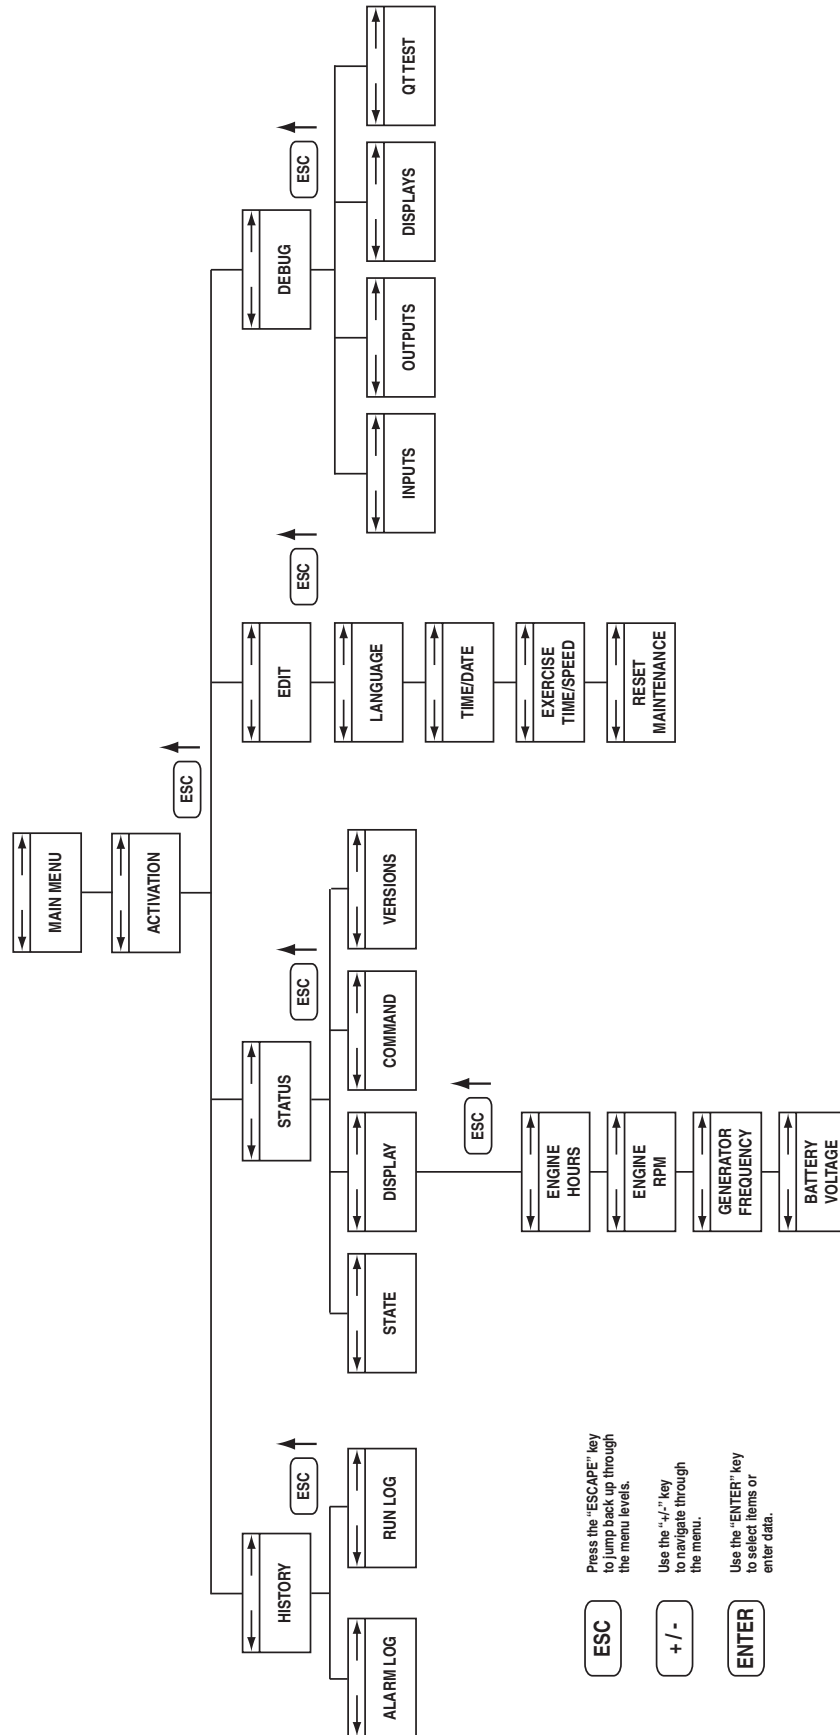 MAIN MENU
ACTIVATION
ESC
HISTORY
STATUS
EDIT
DEBUG
ESC
ESC
ESC
ESC
ALARM LOG
RUN LOG
STATE
DISPLAY
COMMAND
VERSIONS
LANGUAGE
TIME/DATE
EXERCISE
TIME/SPEED
RESET
MAINTENANCE
INPUTS
OUTPUTS
DISPLAYS
QT TEST
ESC
ENGINE
HOURS
ENGINE
RPM
GENERATOR
FREQUENCY
BATTERY
VOLTAGE
ESC
Press the “ESCAPE” key
to jump back up through
the menu levels.
+/-
Use the “+/-” key
to navigate through
the menu.
ENTER
Use the “ENTER” key
to select items or
enter data.